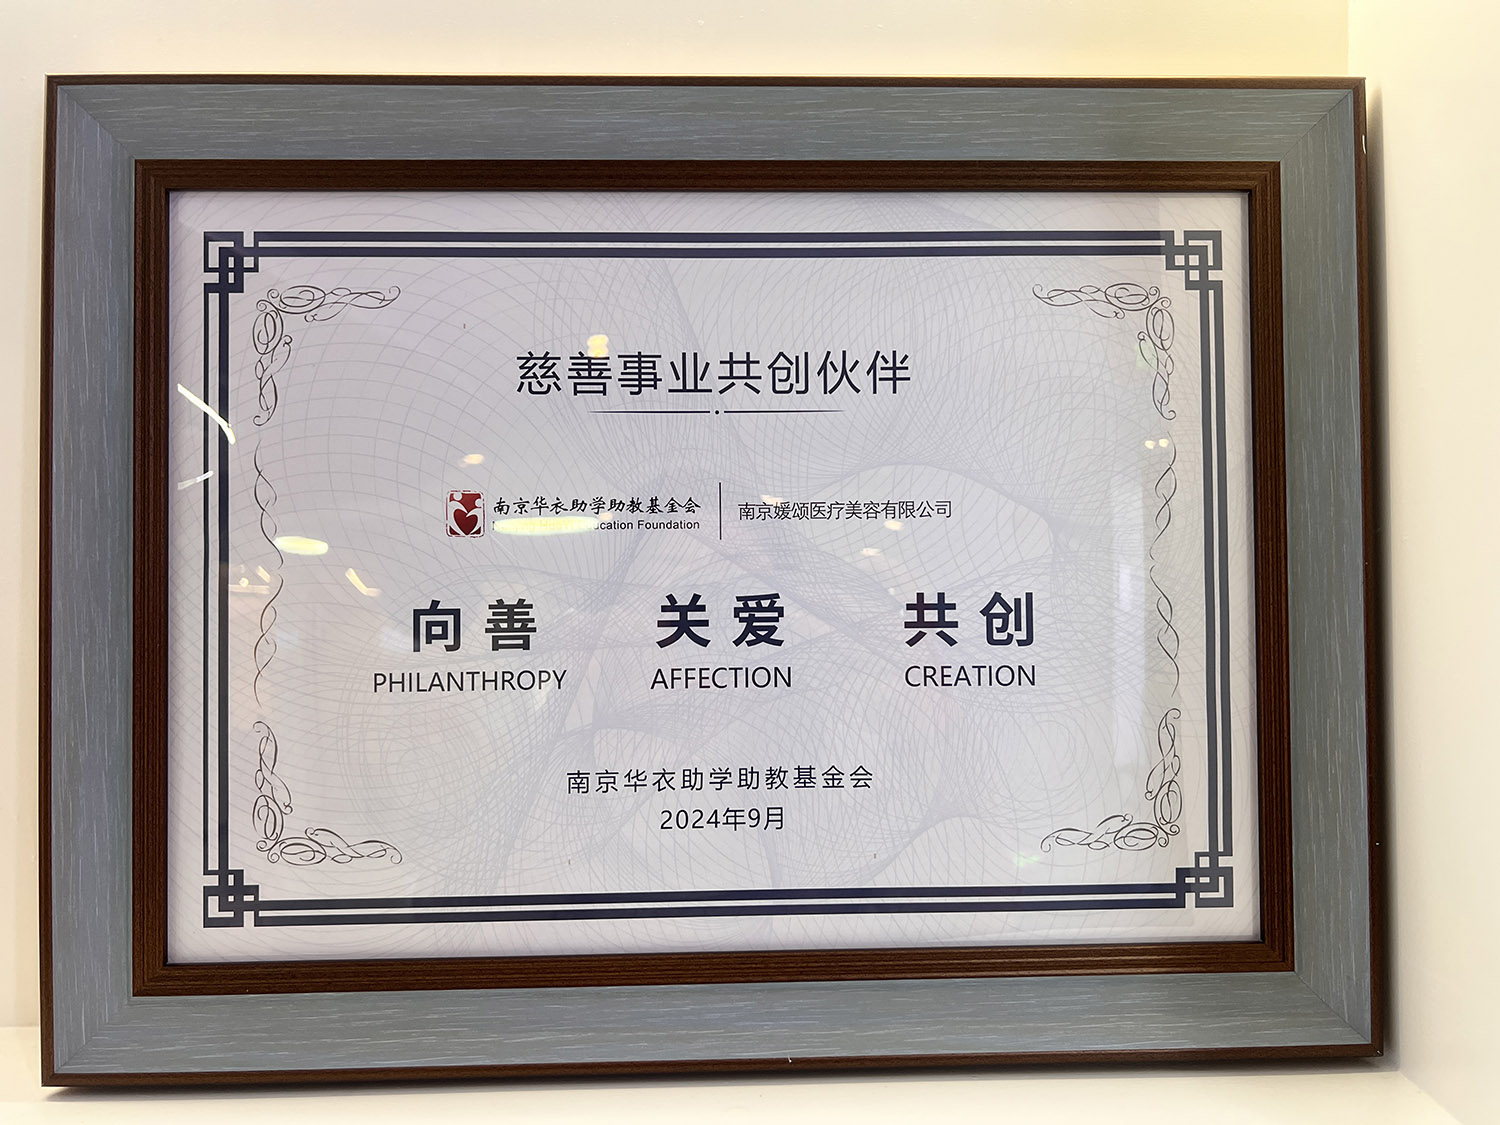 慈善事业共创伙伴
南京华衣助学助教基金会
Foundation
南京媛颂医疗美容有限公司
向善 关爱 共创
PHILANTHROPY AFFECTION CREATION
南京华衣助学助教基金会
2024年9月